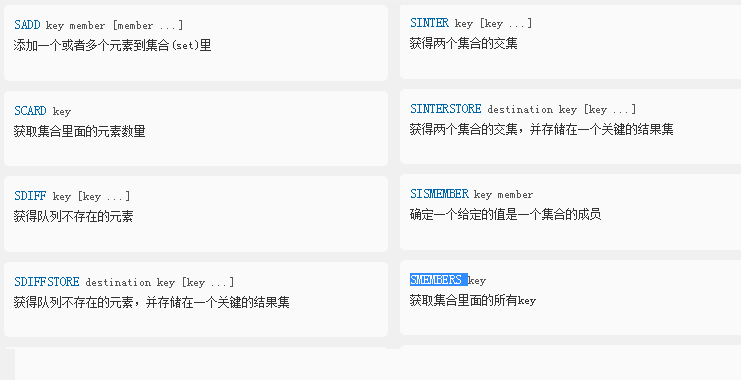 SADD key member [member ...]
添加一个或者多个元素到集合(set)里
SCARD key
获取集合里面的元素数量
SDIFF key [key ...]
获得队列不存在的元素
SDIFFSTORE destination key [key ...]
获得队列不存在的元素，并存储在一个关键的结果集
SINTER key [key ...]
获得两个集合的交集
SINTERSTORE destination key [key ...]
获得两个集合的交集，并存储在一个关键的结果集
SISMEMBER key member
确定一个给定的值是一个集合的成员
SMEMBERS key
获取集合里面的所有key